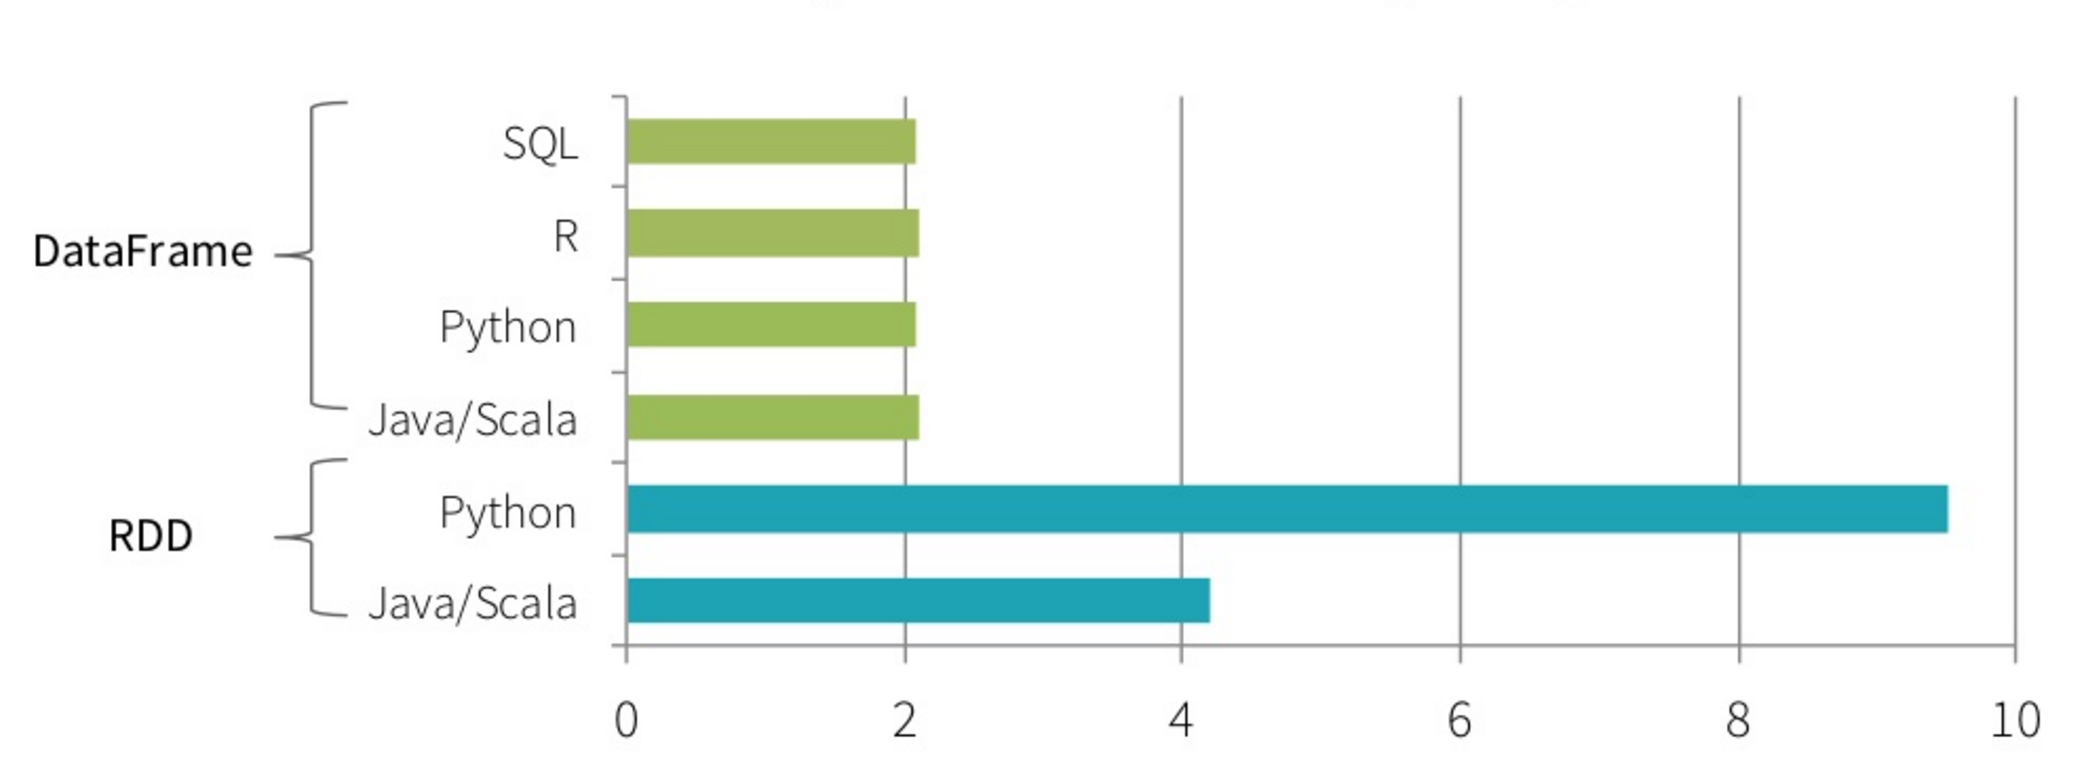 SQL
R
DataFrame
Python
Java/Scala
Python
RDD
Java/Scala
0 2 4 6 8 10